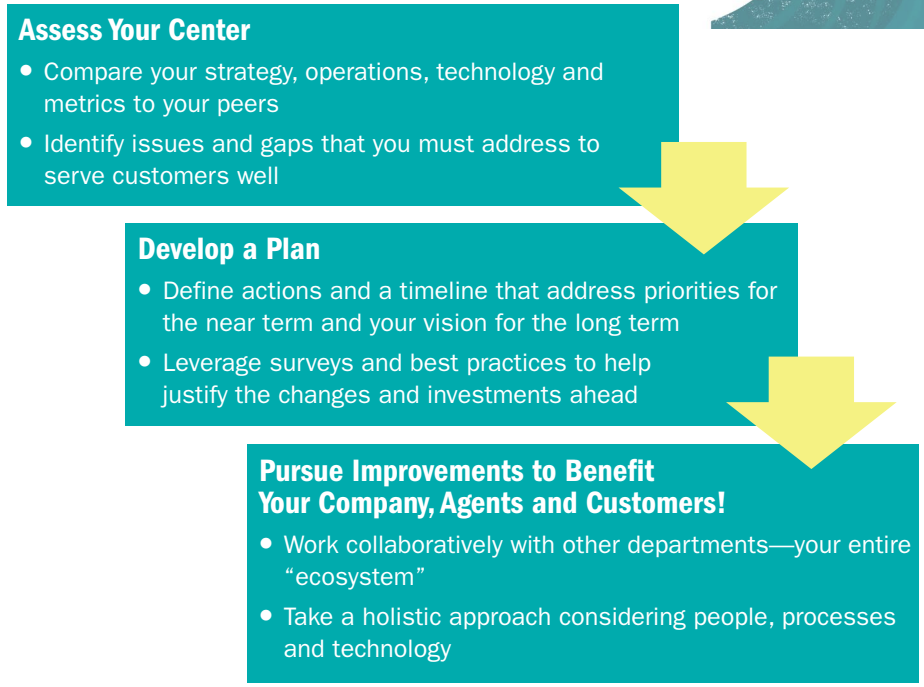 Assess Your Center
• Compare your strategy, operations, technology and
metrics to your peers
• Identify issues and gaps that you must address to
serve customers well
Develop a Plan
• Define actions and a timeline that address priorities for
the near term and your vision for the long term
• Leverage surveys and best practices to help
justify the changes and investments ahead
Pursue Improvements to Benefit
Your Company, Agents and Customers!
• Work collaboratively with other departments—your entire
“ecosystem”
• Take a holistic approach considering people, processes
and technology